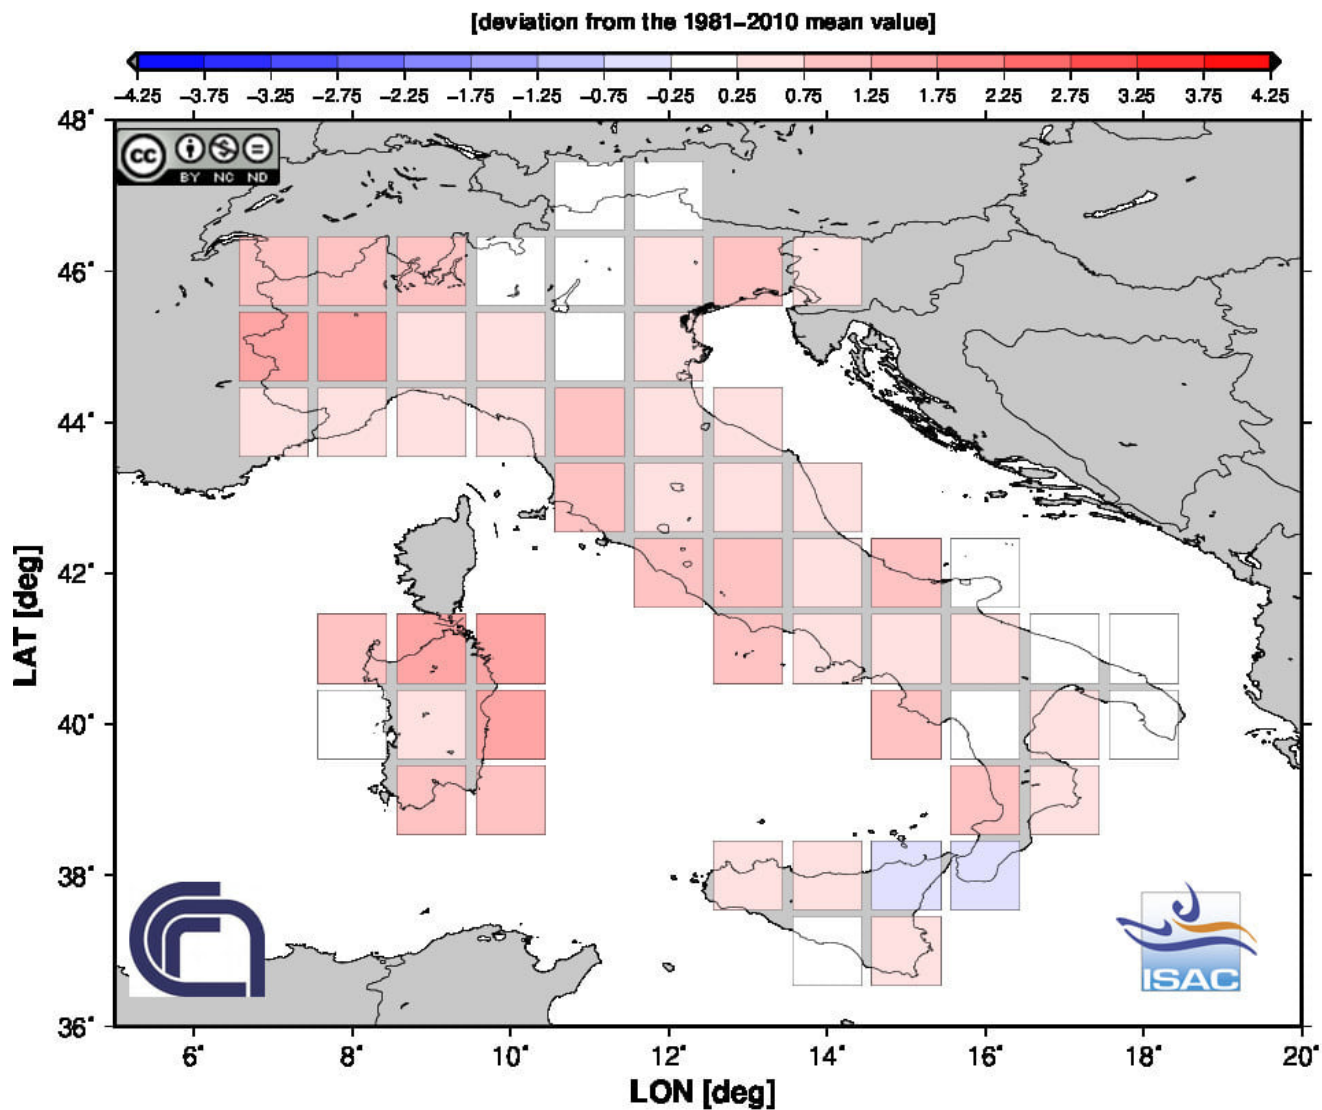 [deviation from the 1981–2010 mean value]
−4.25 −3.75 −3.25 −2.75 −2.25 −1.75 −1.25 −0.75 −0.25 0.25 0.75 1.25 1.75 2.25 2.75 3.25 3.75 4.25
48°
cc
BY NC ND
46°
44°
42°
LAT [deg]
40°
38°
ISAC
36°
6° 8° 10° 12° 14° 16° 18° 20°
LON [deg]